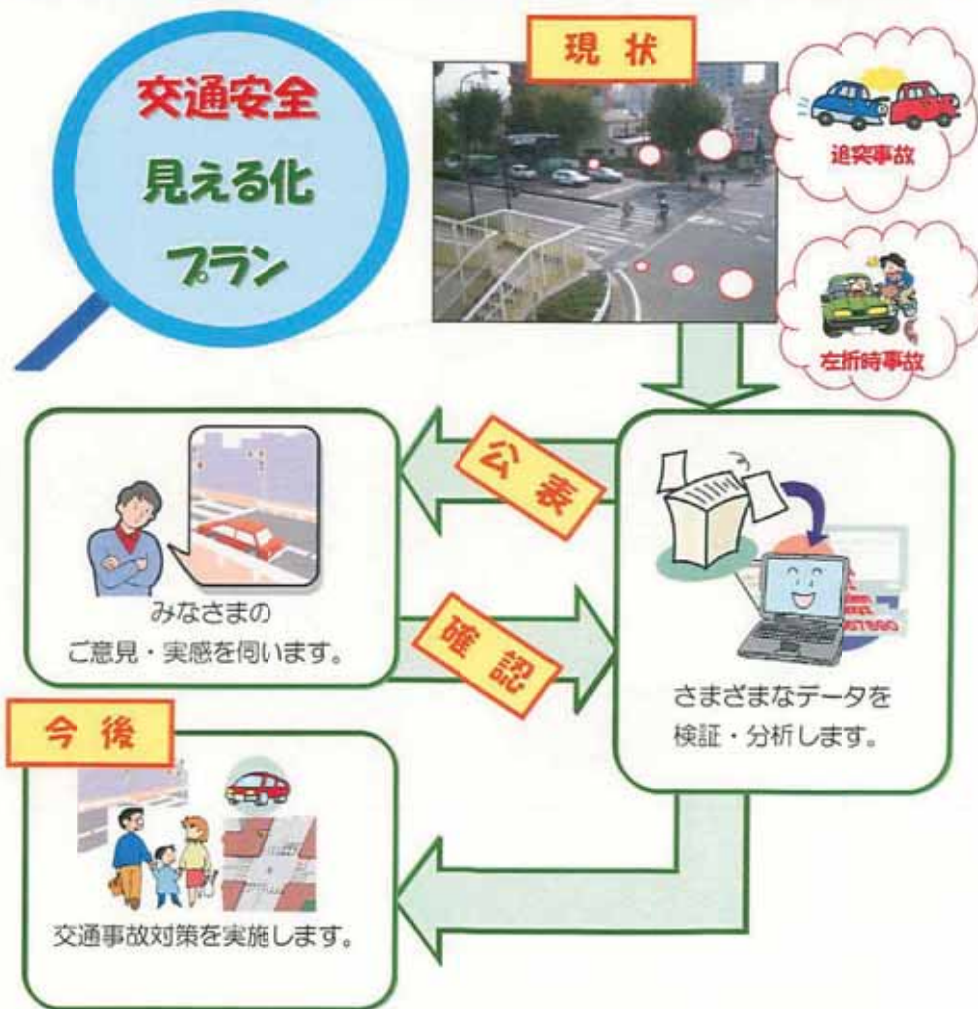 交通安全
見える化
プラン
現状
追突事故
左折時事故
公表
みなさまの
ご意見・実感を伺います。
確認
さまざまなデータを
検証・分析します。
今後
交通事故対策を実施します。